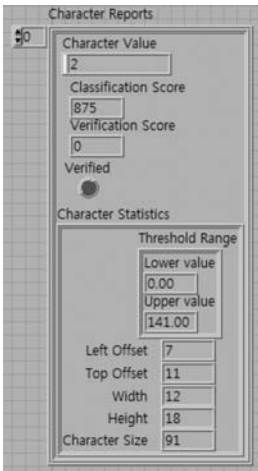 Character Reports
0
Character Value
2
Classification Score
875
Verification Score
0
Verified
Character Statistics
Threshold Range
Lower value
0.00
Upper value
141.00
Left Offset 7
Top Offset 11
Width 12
Height 18
Character Size 91